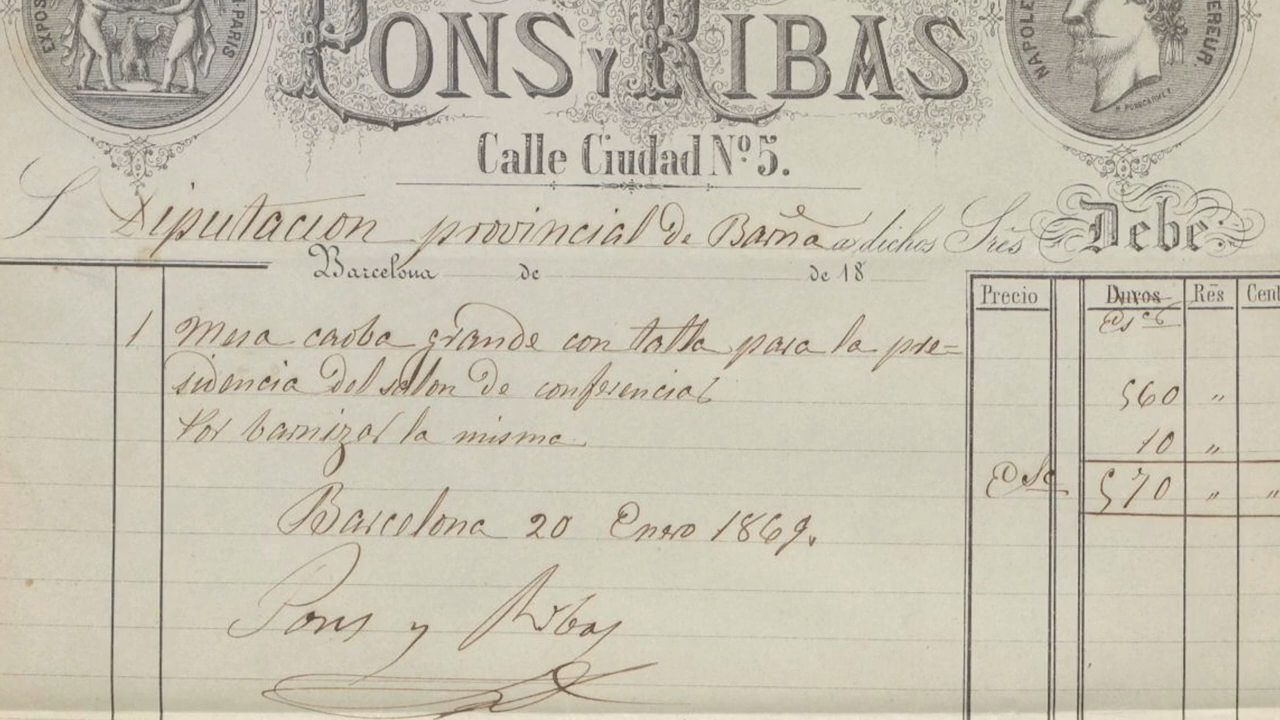 EXPOS N-PARIS
PONS Y RIBAS
NAPOLE EREUR
Calle Ciudad Nº 5.
S Diputacion provincial de Barna a dichos Sres Debe
Barcelona de de 18
Precio Duros Rs Cent
Escs
1 Mesa caoba grande con talla para la pre-
sidencia del salon de conferencias 560 "
Por barnizar la misma 10 "
Esc 570 " "
Barcelona 20 Enero 1869.
Pons y Ribas